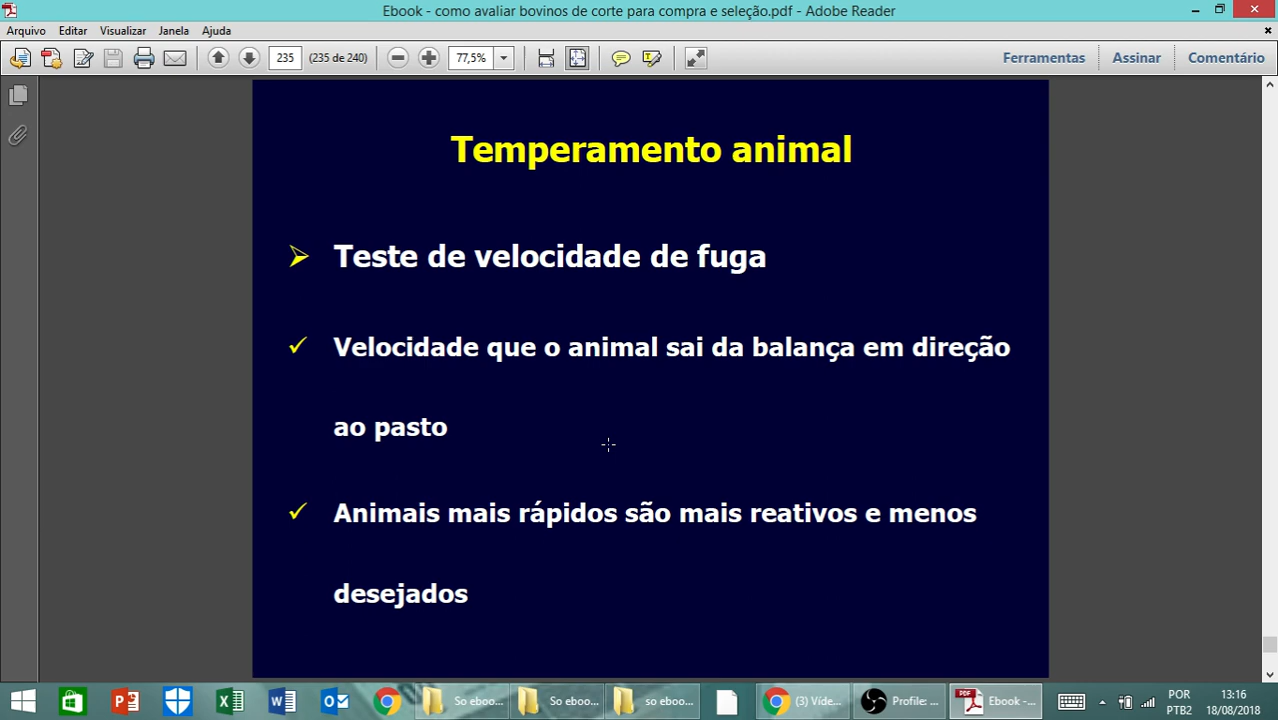 Ebook - como avaliar bovinos de corte para compra e seleção.pdf - Adobe Reader
Arquivo Editar Visualizar Janela Ajuda
235 (235 de 240) 77,5% Ferramentas Assinar Comentário
Temperamento animal
Teste de velocidade de fuga
Velocidade que o animal sai da balança em direção
ao pasto
Animais mais rápidos são mais reativos e menos
desejados
So eboo... So eboo... so eboo... (3) Víde... Profile: ... Ebook -...
POR 13:16
PTB2 18/08/2018